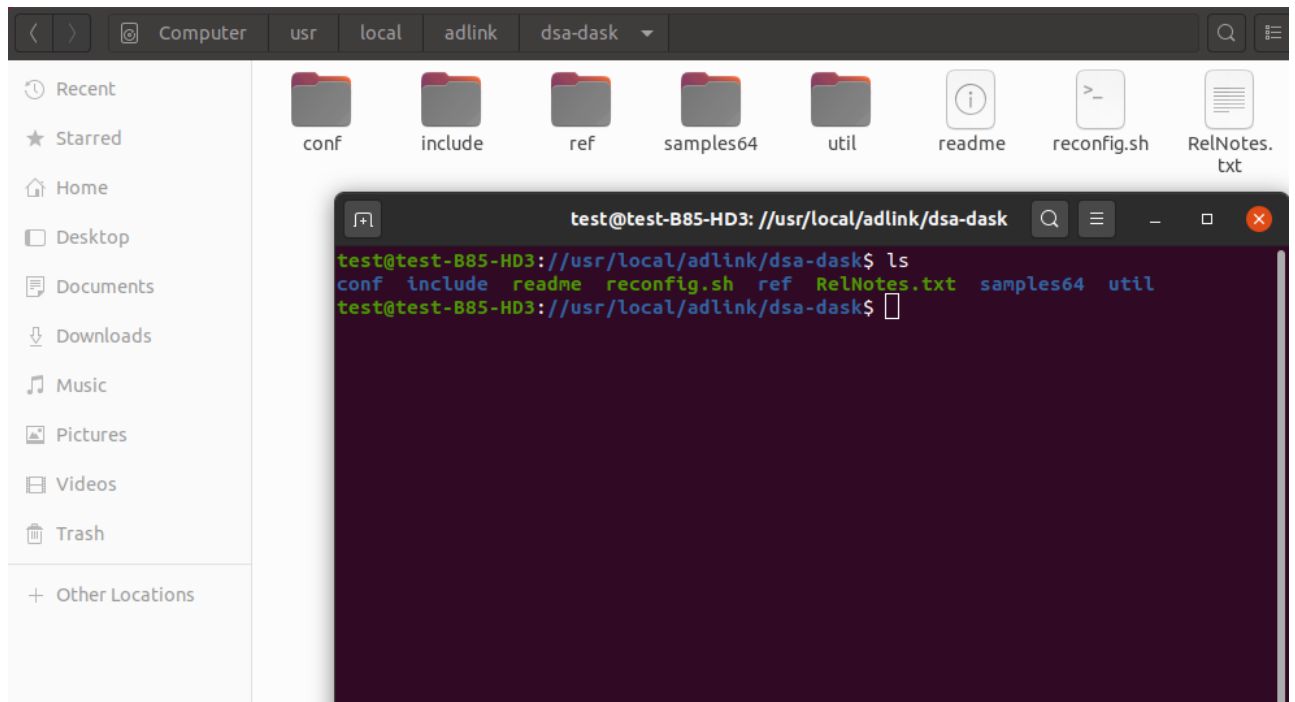 Computer usr local adlink dsa-dask
Recent
Starred
Home
Desktop
Documents
Downloads
Music
Pictures
Videos
Trash
+ Other Locations
conf include ref samples64 util readme reconfig.sh RelNotes.
txt
>_
test@test-B85-HD3: //usr/local/adlink/dsa-dask
test@test-B85-HD3://usr/local/adlink/dsa-dask$ ls
conf include readme reconfig.sh ref RelNotes.txt samples64 util
test@test-B85-HD3://usr/local/adlink/dsa-dask$